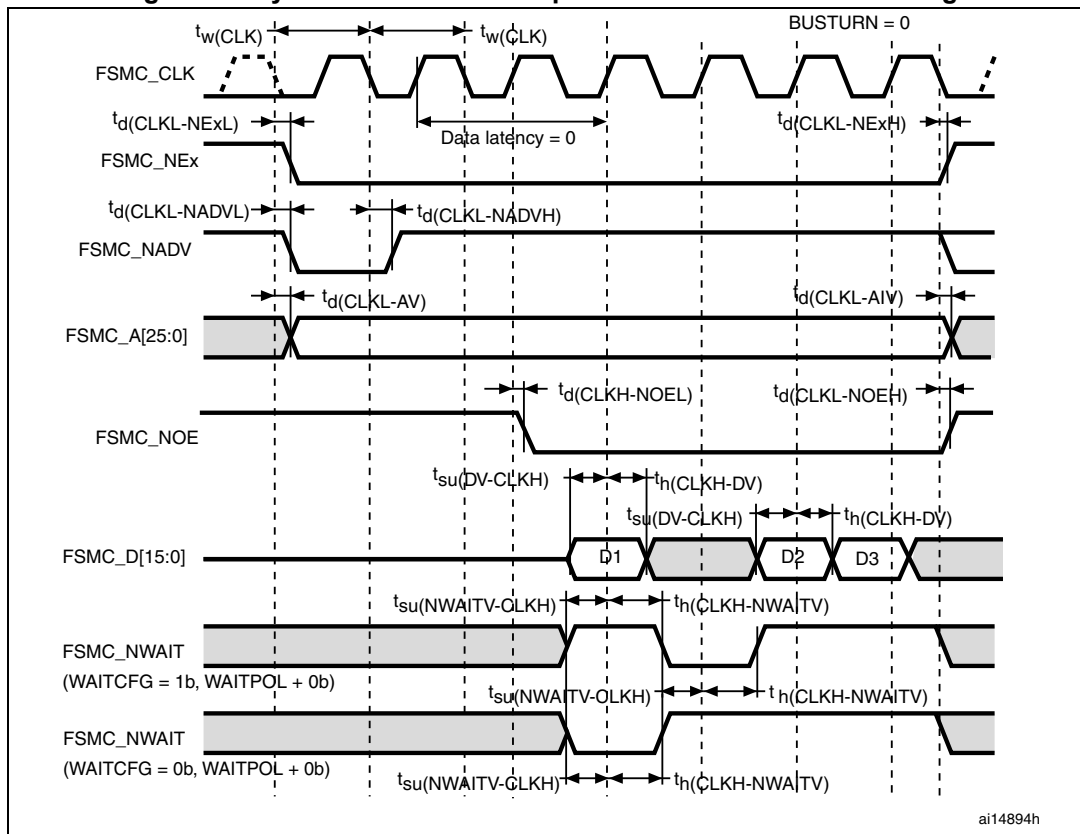 BUSTURN = 0
tw(CLK) tw(CLK)
FSMC_CLK
td(CLKL-NExL) Data latency = 0 td(CLKL-NExH)
FSMC_NEx
td(CLKL-NADVL) td(CLKL-NADVH)
FSMC_NADV
td(CLKL-AV) td(CLKL-AIV)
FSMC_A[25:0]
td(CLKH-NOEL) td(CLKL-NOEH)
FSMC_NOE
tsu(DV-CLKH) th(CLKH-DV)
tsu(DV-CLKH) th(CLKH-DV)
FSMC_D[15:0] D1 D2 D3
tsu(NWAITV-CLKH) th(CLKH-NWAITV)
FSMC_NWAIT
(WAITCFG = 1b, WAITPOL + 0b)
tsu(NWAITV-CLKH) th(CLKH-NWAITV)
FSMC_NWAIT
(WAITCFG = 0b, WAITPOL + 0b)
tsu(NWAITV-CLKH) th(CLKH-NWAITV)
ai14894h